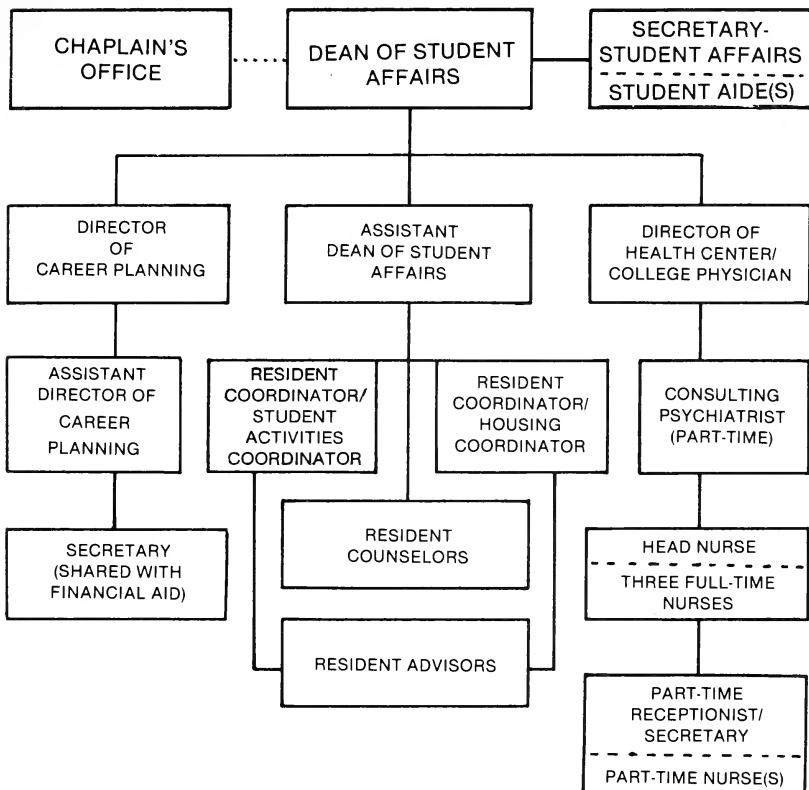 CHAPLAIN'S
OFFICE
DEAN OF STUDENT
AFFAIRS
SECRETARY-
STUDENT AFFAIRS
STUDENT AIDE(S)
DIRECTOR
OF
CAREER PLANNING
ASSISTANT
DEAN OF STUDENT
AFFAIRS
DIRECTOR OF
HEALTH CENTER/
COLLEGE PHYSICIAN
ASSISTANT
DIRECTOR OF
CAREER
PLANNING
RESIDENT
COORDINATOR/
STUDENT
ACTIVITIES
COORDINATOR
RESIDENT
COORDINATOR/
HOUSING
COORDINATOR
CONSULTING
PSYCHIATRIST
(PART-TIME)
SECRETARY
(SHARED WITH
FINANCIAL AID)
RESIDENT
COUNSELORS
HEAD NURSE
THREE FULL-TIME
NURSES
RESIDENT ADVISORS
PART-TIME
RECEPTIONIST/
SECRETARY
PART-TIME NURSE(S)